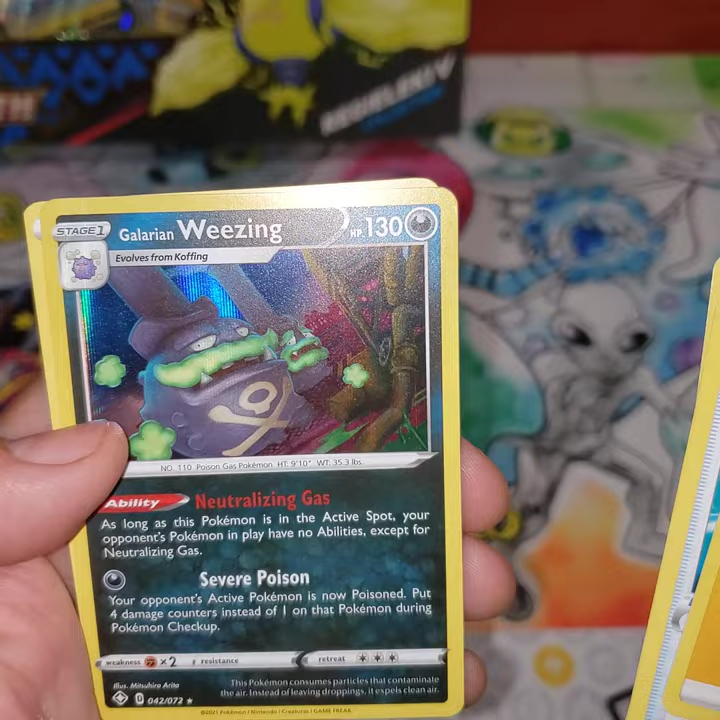 TH
REGIELEKI V
STAGE 1
Galarian Weezing
HP 130
Evolves from Koffing
NO. 110 Poison Gas Pokémon HT: 9'10" WT: 35.3 lbs.
Ability Neutralizing Gas
As long as this Pokémon is in the Active Spot, your
opponent's Pokémon in play have no Abilities, except for
Neutralizing Gas.
Severe Poison
Your opponent's Active Pokémon is now Poisoned. Put
4 damage counters instead of 1 on that Pokémon during
Pokémon Checkup.
weakness ×2 resistance retreat
Illus. Mitsuhiro Arita
042/072
This Pokémon consumes particles that contaminate
the air. Instead of leaving droppings, it expels clean air.
©2021 Pokémon / Nintendo / Creatures / GAME FREAK